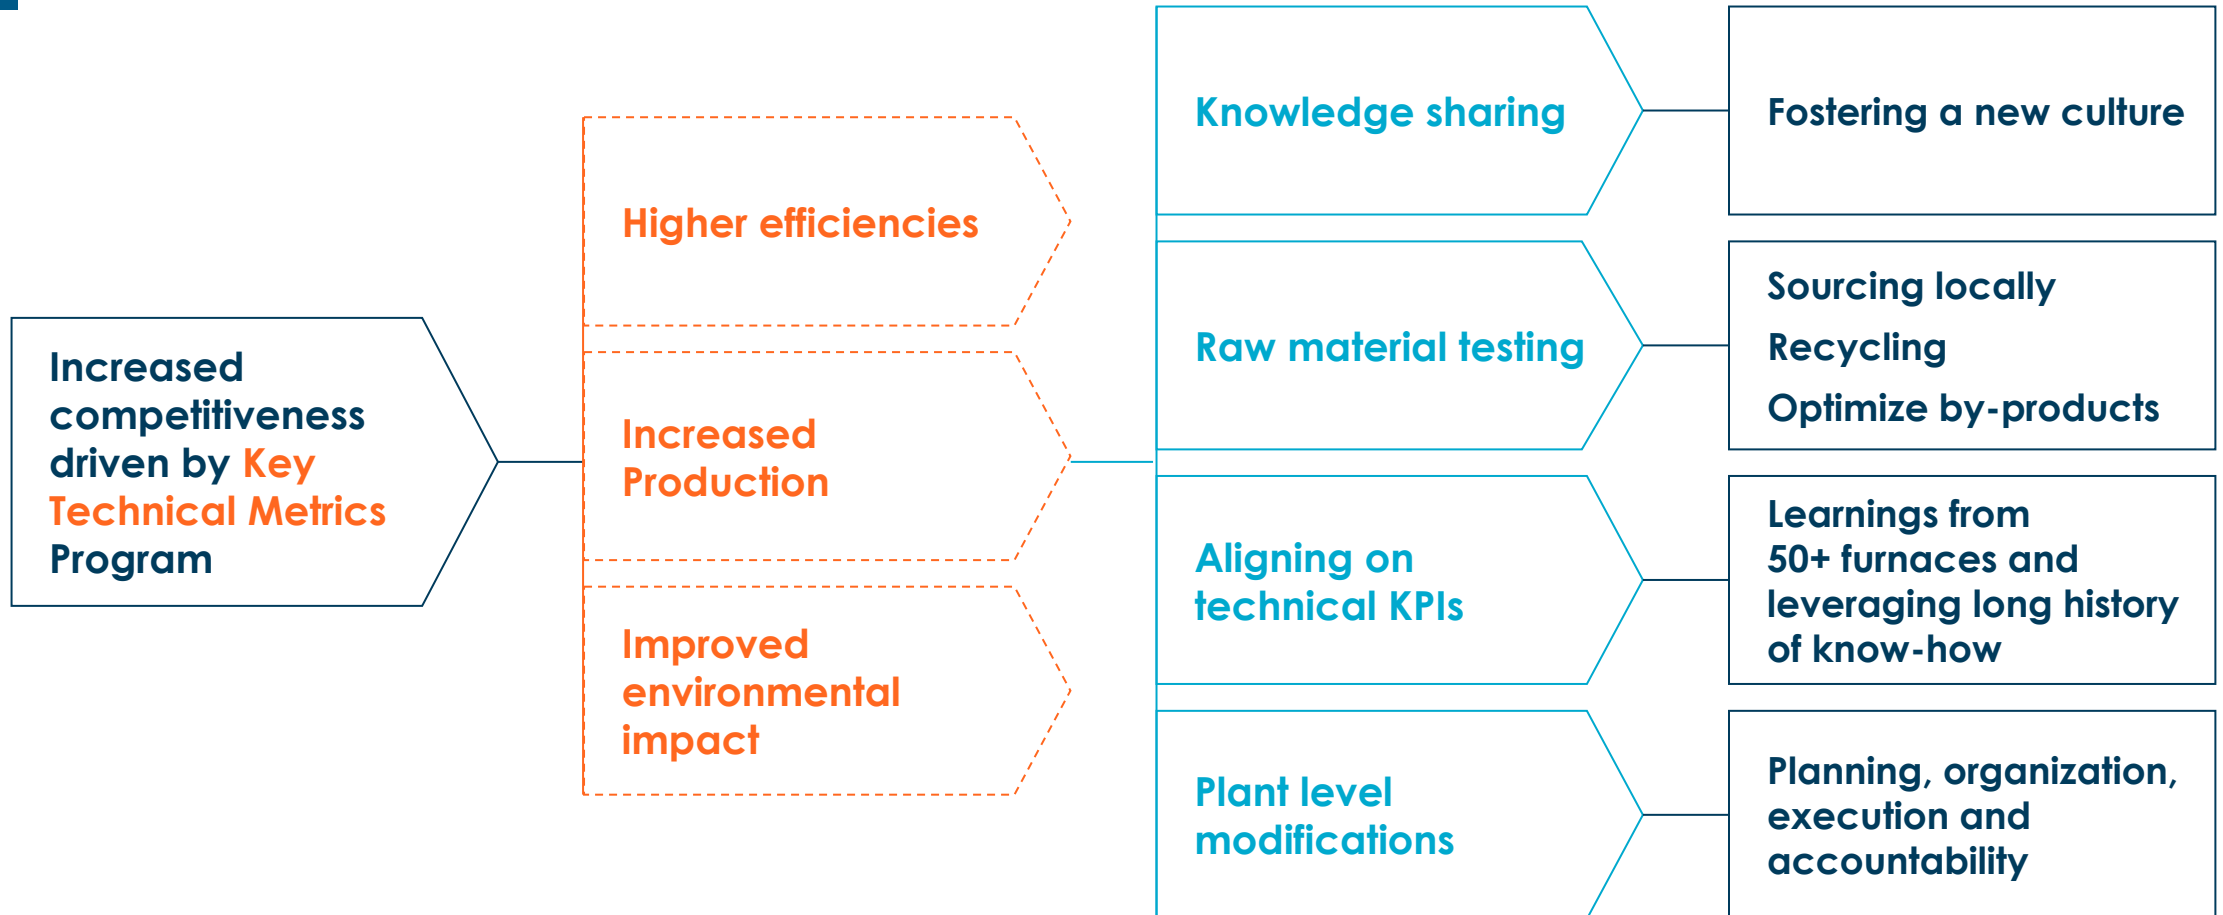 Increased
competitiveness
driven by Key
Technical Metrics
Program
Higher efficiencies
Increased
Production
Improved
environmental
impact
Knowledge sharing
Fostering a new culture
Raw material testing
Sourcing locally
Recycling
Optimize by-products
Aligning on
technical KPIs
Learnings from
50+ furnaces and
leveraging long history
of know-how
Plant level
modifications
Planning, organization,
execution and
accountability